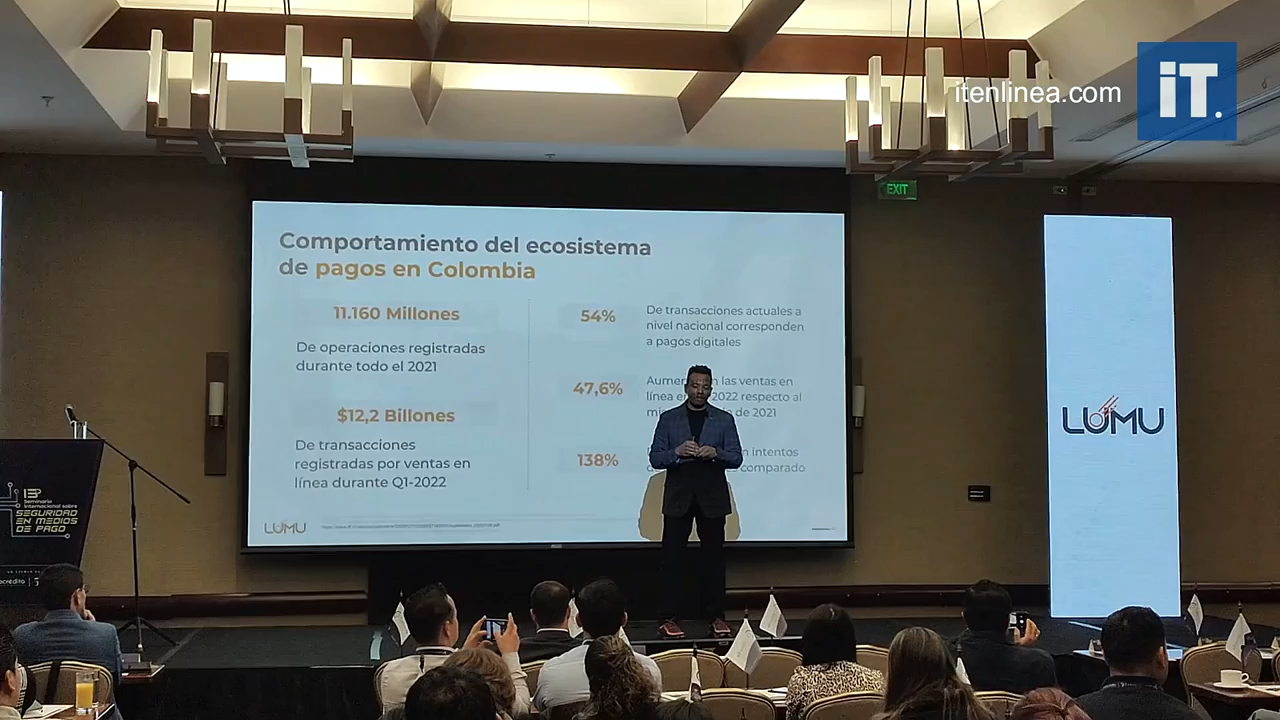 itenlinea.com
iT.
EXIT
Comportamiento del ecosistema
de pagos en Colombia
11.160 Millones
De operaciones registradas
durante todo el 2021
$12,2 Billones
De transacciones
registradas por ventas en
línea durante Q1-2022
54%
De transacciones actuales a
nivel nacional corresponden
a pagos digitales
47,6%
las ventas en
línea 2022 respecto al
de 2021
138%
intentos
comparado
LUMU
LUMU
Seminario
Internacional sobre
SEGURIDAD
EN MEDIOS
DE PAGO